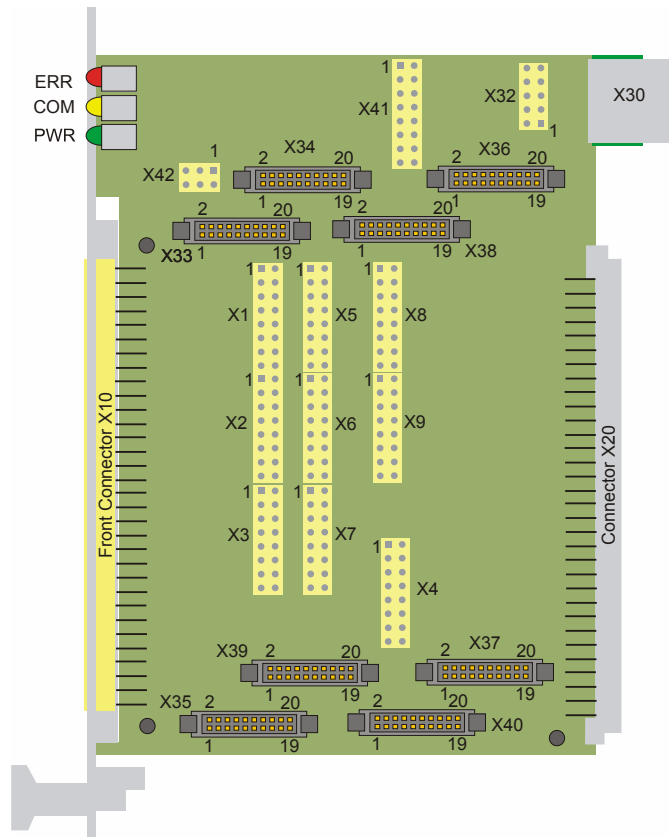 ERR
COM
PWR
1
X41
X32
1
X30
X34
2 20
1 19
X36
2 20
1 19
1
X42
2 20
1 19
X33
2 20
1 19
X38
1
X1
1
X5
1
X8
1
X2
1
X6
1
X9
1
X3
1
X7
1
X4
Front Connector X10
Connector X20
X39
2 20
1 19
X37
2 20
1 19
X35
2 20
1 19
2 20
1 19
X40